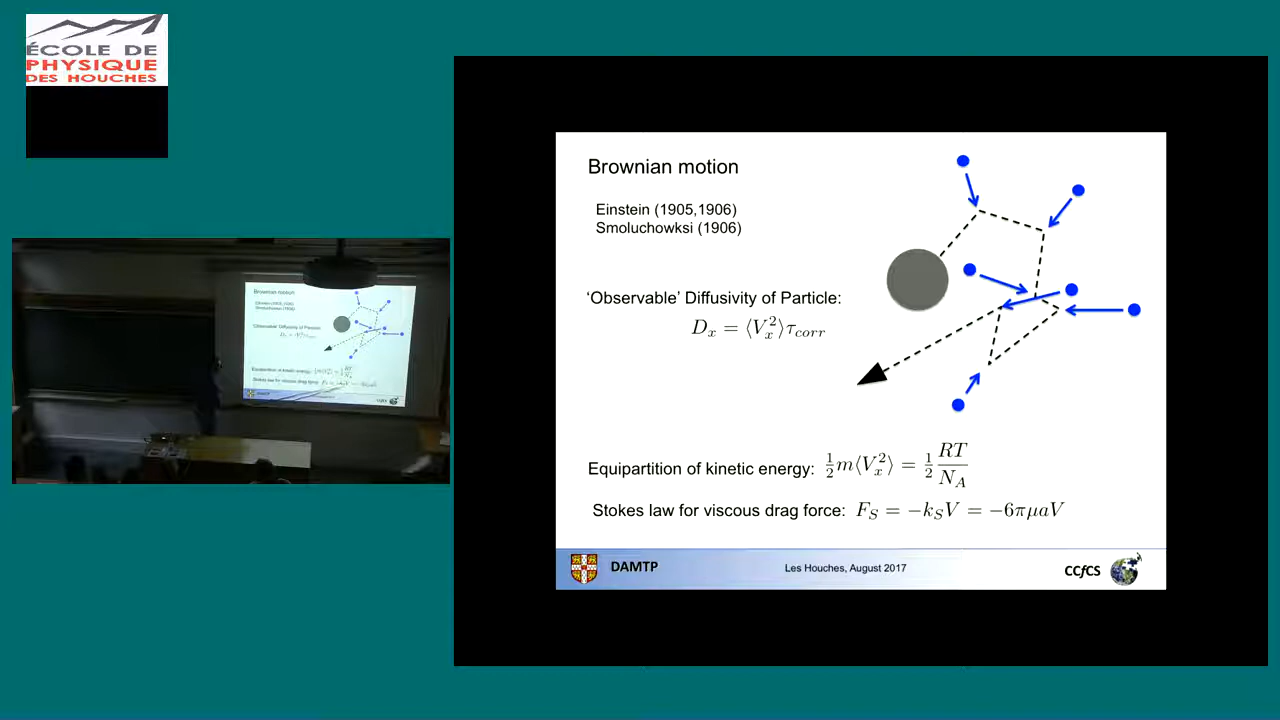 ÉCOLE DE
PHYSIQUE
DES HOUCHES
Brownian motion
Einstein (1905,1906)
Smoluchowksi (1906)
‘Observable’ Diffusivity of Particle:
D_x = ⟨V_x^2⟩τ_corr
Equipartition of kinetic energy: ½m⟨V_x^2⟩ = ½ RT/N_A
Stokes law for viscous drag force: F_S = −k_S V = −6πμaV
DAMTP
Les Houches, August 2017
CCfCS